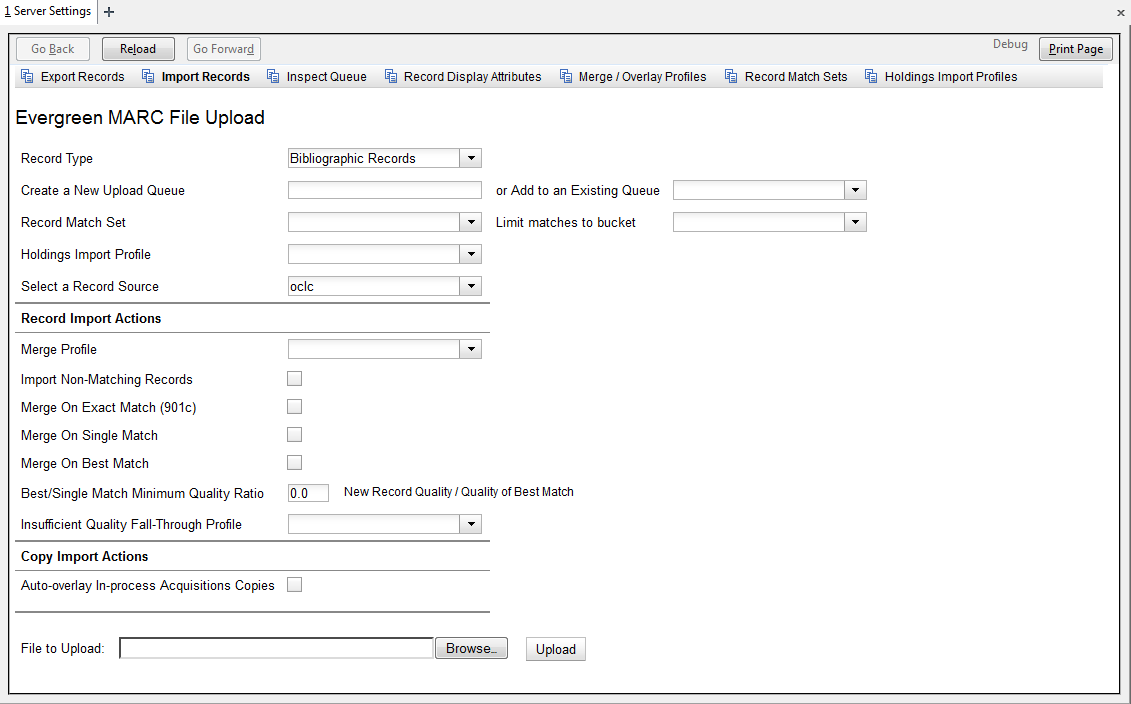 1 Server Settings +
Go Back Reload Go Forward Debug Print Page
Export Records Import Records Inspect Queue Record Display Attributes Merge / Overlay Profiles Record Match Sets Holdings Import Profiles
Evergreen MARC File Upload
Record Type Bibliographic Records
Create a New Upload Queue or Add to an Existing Queue
Record Match Set Limit matches to bucket
Holdings Import Profile
Select a Record Source oclc
Record Import Actions
Merge Profile
Import Non-Matching Records
Merge On Exact Match (901c)
Merge On Single Match
Merge On Best Match
Best/Single Match Minimum Quality Ratio 0.0 New Record Quality / Quality of Best Match
Insufficient Quality Fall-Through Profile
Copy Import Actions
Auto-overlay In-process Acquisitions Copies
File to Upload: Browse... Upload